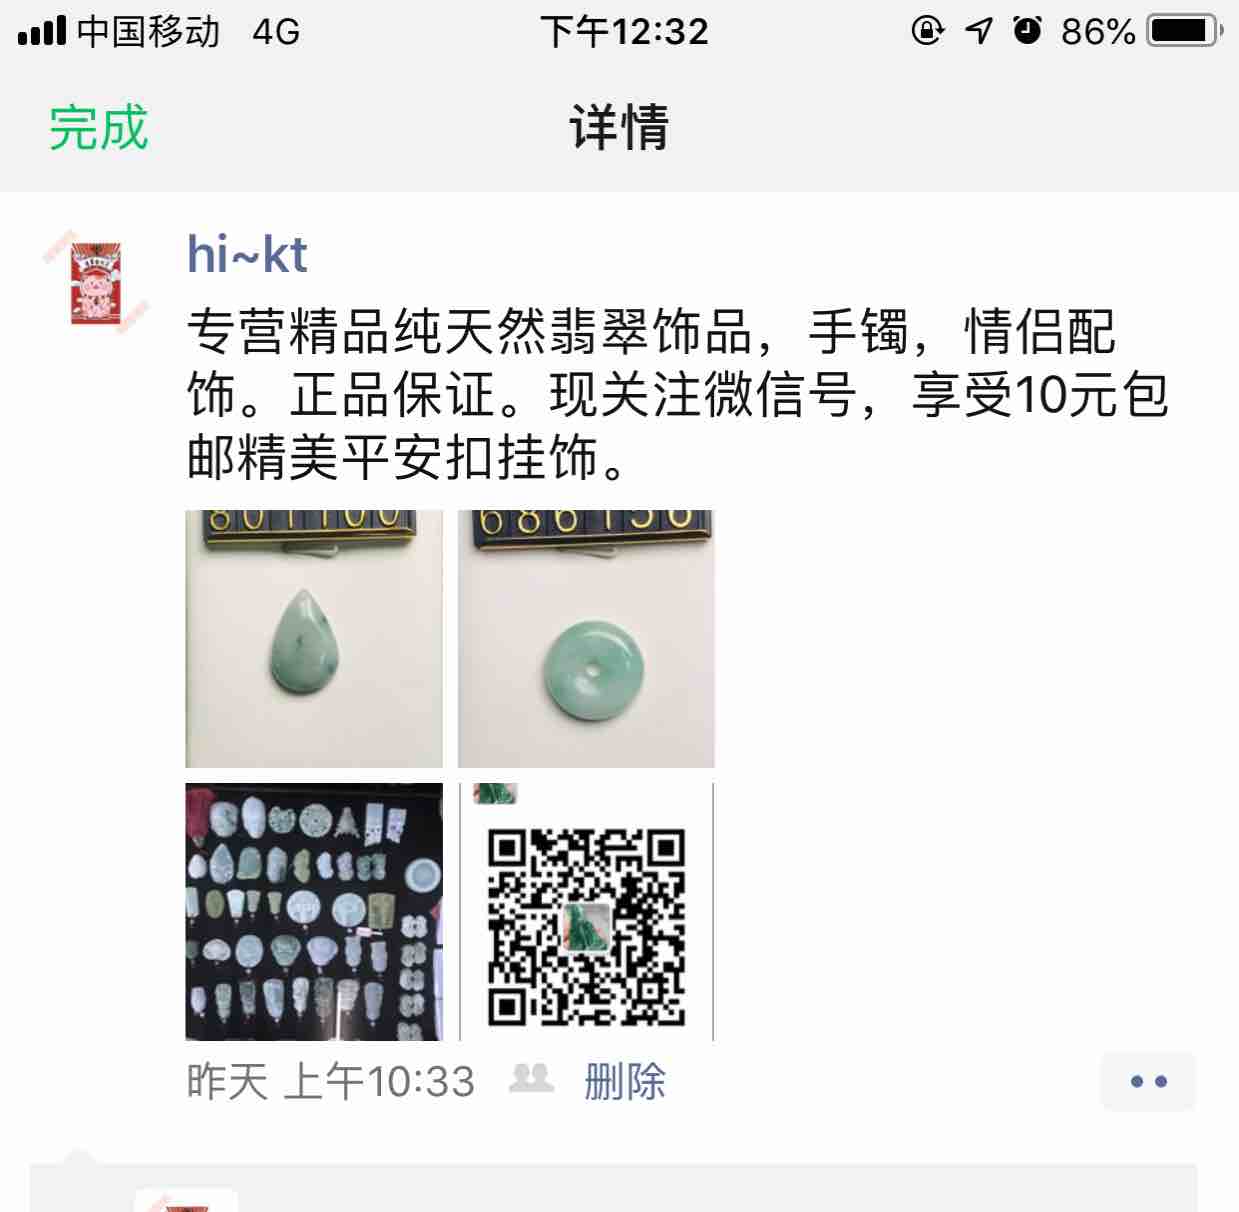 中国移动 4G 下午12:32 86%
完成 详情
hi~kt
专营精品纯天然翡翠饰品，手镯，情侣配
饰。正品保证。现关注微信号，享受10元包
邮精美平安扣挂饰。
801100 686150
昨天 上午10:33 删除